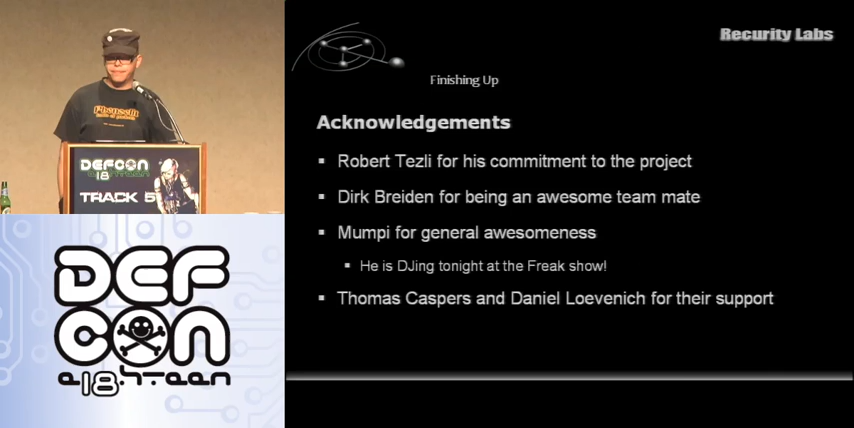 Recurity Labs
Finishing Up
Acknowledgements
Robert Tezli for his commitment to the project
Dirk Breiden for being an awesome team mate
Mumpi for general awesomeness
He is DJing tonight at the Freak show!
Thomas Caspers and Daniel Loevenich for their support
DEFCON
18
TRACK 5
DEF
CON
e18hteen